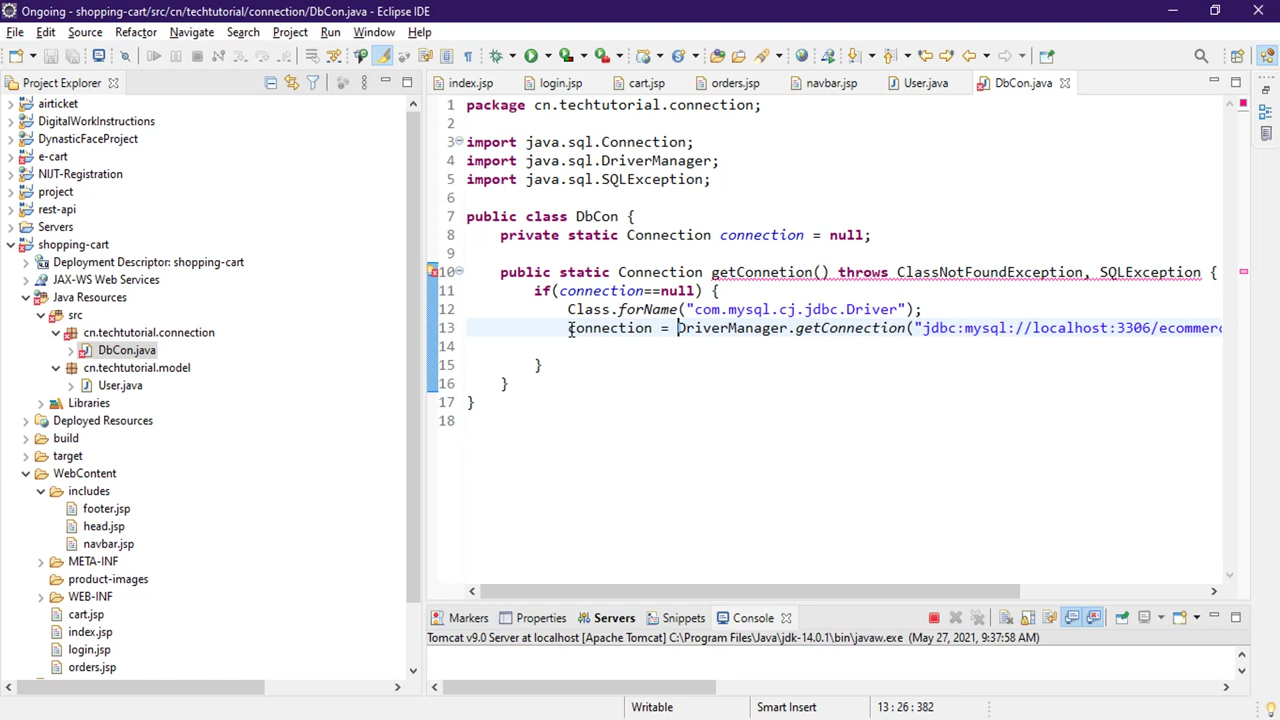 Ongoing - shopping-cart/src/cn/techtutorial/connection/DbCon.java - Eclipse IDE
File Edit Source Refactor Navigate Search Project Run Window Help
Project Explorer
index.jsp login.jsp cart.jsp orders.jsp navbar.jsp User.java DbCon.java
airticket
DigitalWorkInstructions
DynasticFaceProject
e-cart
NIJT-Registration
project
rest-api
Servers
shopping-cart
Deployment Descriptor: shopping-cart
JAX-WS Web Services
Java Resources
src
cn.techtutorial.connection
DbCon.java
cn.techtutorial.model
User.java
Libraries
Deployed Resources
build
target
WebContent
includes
footer.jsp
head.jsp
navbar.jsp
META-INF
product-images
WEB-INF
cart.jsp
index.jsp
login.jsp
orders.jsp
1 package cn.techtutorial.connection;
2
3 import java.sql.Connection;
4 import java.sql.DriverManager;
5 import java.sql.SQLException;
6
7 public class DbCon {
8 private static Connection connection = null;
9
10 public static Connection getConnetion() throws ClassNotFoundException, SQLException {
11 if(connection==null) {
12 Class.forName("com.mysql.cj.jdbc.Driver");
13 connection = DriverManager.getConnection("jdbc:mysql://localhost:3306/ecommerc
14
15 }
16 }
17 }
18
Markers Properties Servers Snippets Console
Tomcat v9.0 Server at localhost [Apache Tomcat] C:\Program Files\Java\jdk-14.0.1\bin\javaw.exe (May 27, 2021, 9:37:58 AM)
Writable Smart Insert 13 : 26 : 382